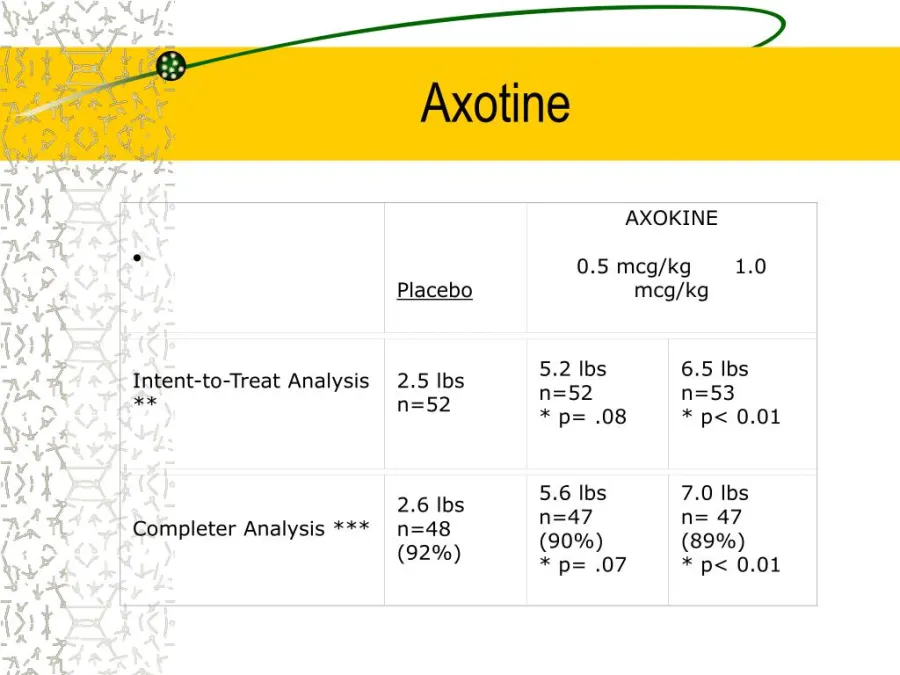 Axotine
•
Placebo
AXOKINE
0.5 mcg/kg 1.0
mcg/kg
Intent-to-Treat Analysis
**
2.5 lbs
n=52
5.2 lbs
n=52
* p= .08
6.5 lbs
n=53
* p< 0.01
Completer Analysis ***
2.6 lbs
n=48
(92%)
5.6 lbs
n=47
(90%)
* p= .07
7.0 lbs
n= 47
(89%)
* p< 0.01